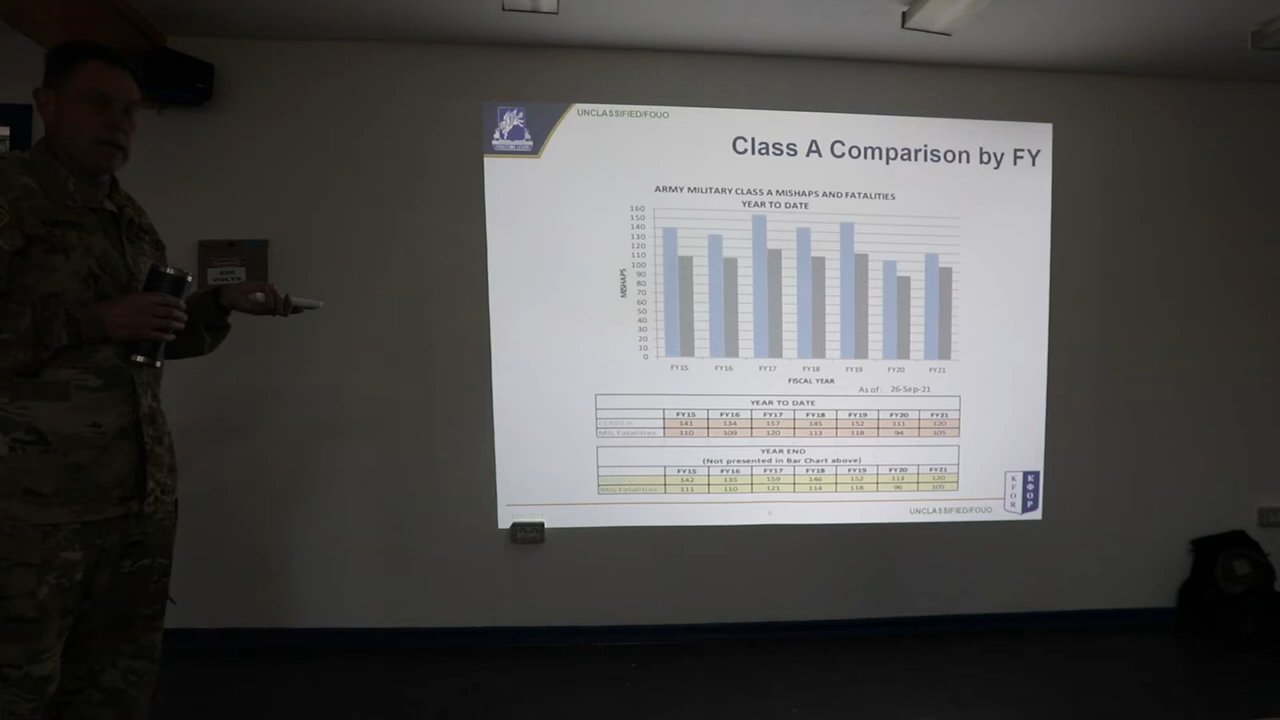 UNCLASSIFIED/FOUO
Class A Comparison by FY
ARMY MILITARY CLASS A MISHAPS AND FATALITIES
YEAR TO DATE
160
150
140
130
120
110
100
90
80
70
60
50
40
30
20
10
0
MISHAPS
FY15 FY16 FY17 FY18 FY19 FY20 FY21
FISCAL YEAR
As of: 26-Sep-21
YEAR TO DATE
FY15 FY16 FY17 FY18 FY19 FY20 FY21
CLASS A 141 134 157 145 152 111 120
Mil Fatalities 110 109 120 113 118 94 105
YEAR END
(Not presented in Bar Chart above)
FY15 FY16 FY17 FY18 FY19 FY20 FY21
142 135 159 146 152 113 120
Mil Fatalities 111 110 121 114 118 96 105
UNCLASSIFIED/FOUO
KFOR
КФОР
VOLTS